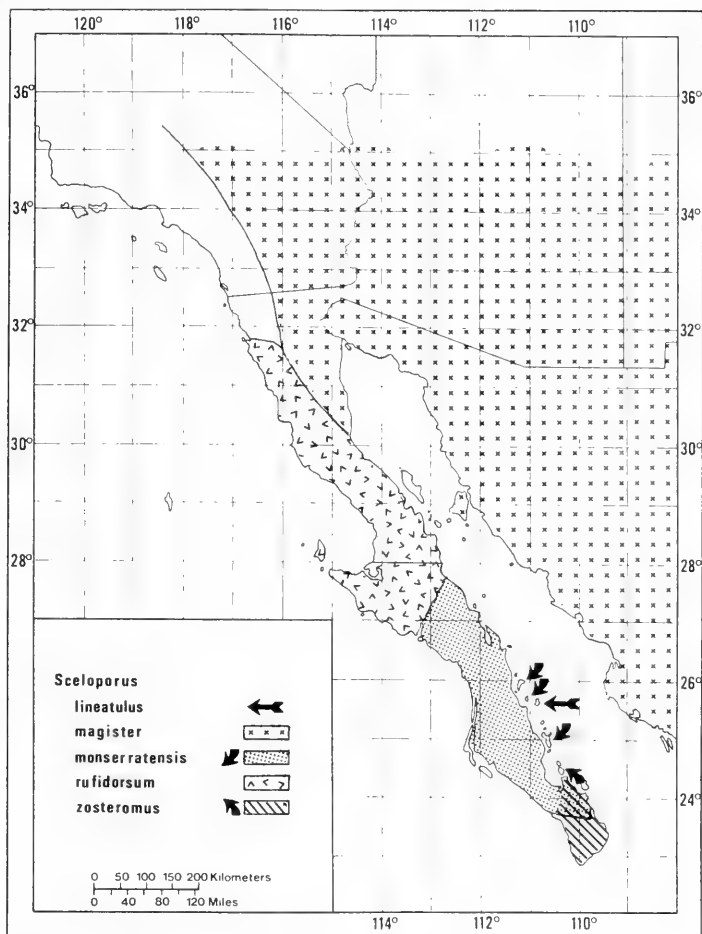 120° 118° 116° 114° 112° 110°
36° 36°
34° 34°
32° 32°
30° 30°
28° 28°
26°
24°
Sceloporus
lineatulus
magister
monserratensis
rufidorsum
zosteromus
0 50 100 150 200 Kilometers
0 40 80 120 Miles
114° 112° 110°